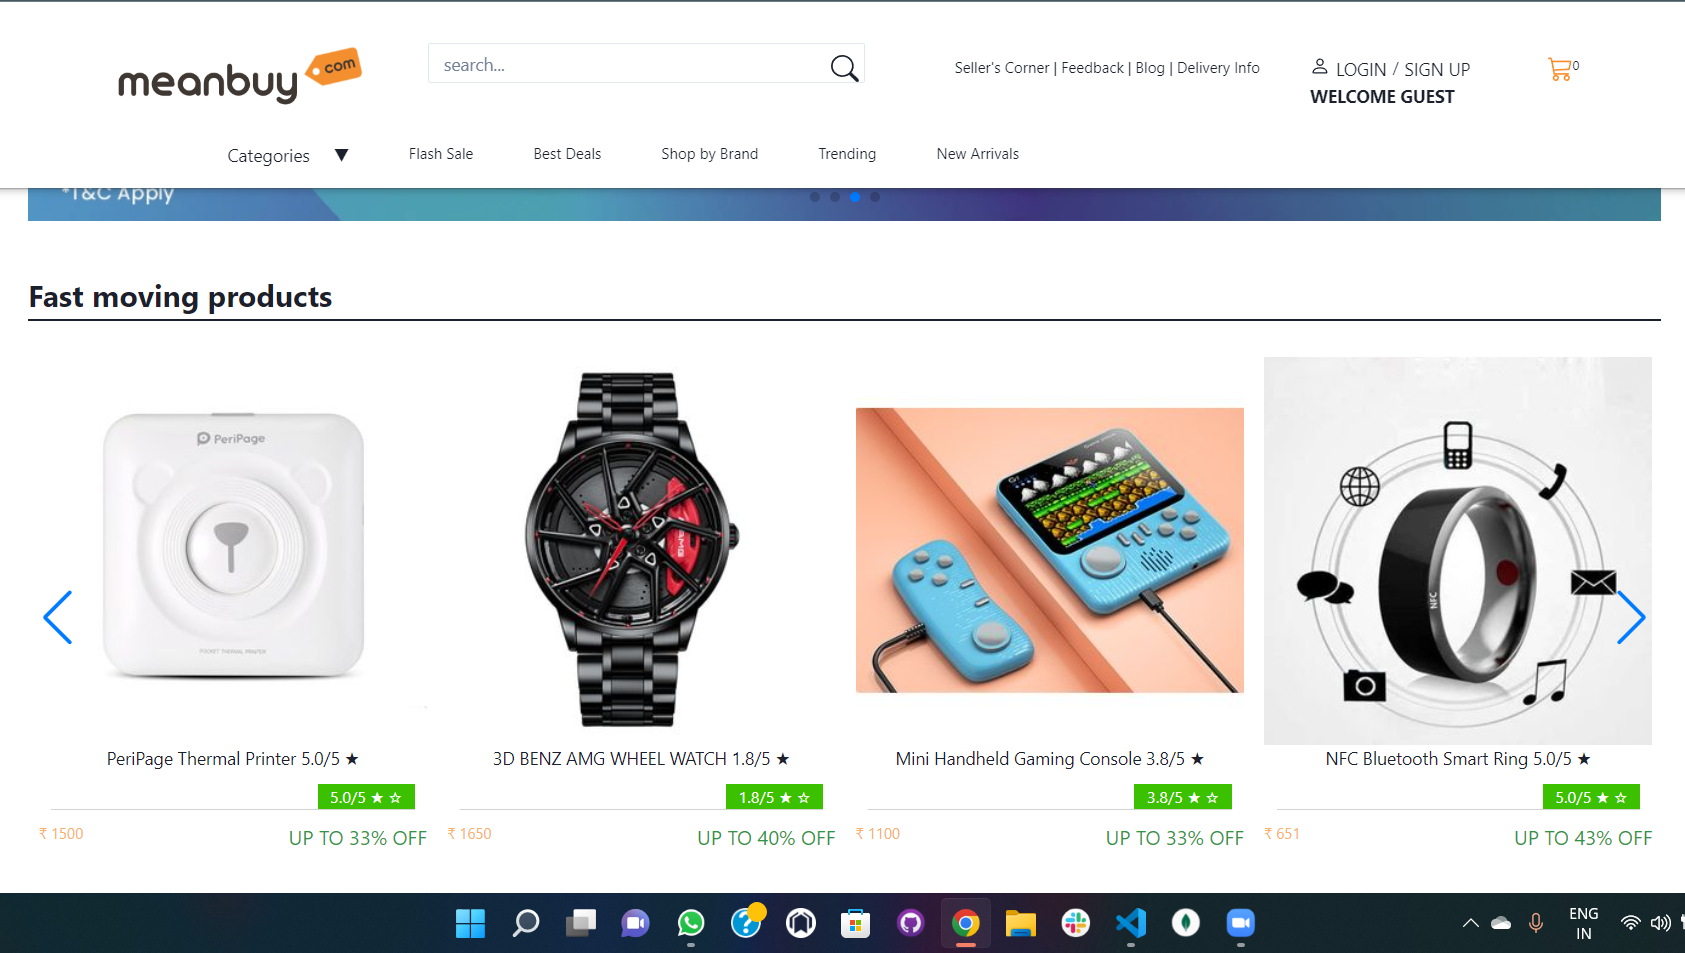 meanbuy com
search...
Seller's Corner | Feedback | Blog | Delivery Info
LOGIN / SIGN UP
WELCOME GUEST
0
Categories ▼
Flash Sale
Best Deals
Shop by Brand
Trending
New Arrivals
*T&C Apply
Fast moving products
PeriPage
POCKET THERMAL PRINTER
AMG
NFC
PeriPage Thermal Printer 5.0/5 ★
3D BENZ AMG WHEEL WATCH 1.8/5 ★
Mini Handheld Gaming Console 3.8/5 ★
NFC Bluetooth Smart Ring 5.0/5 ★
5.0/5 ★ ☆
1.8/5 ★ ☆
3.8/5 ★ ☆
5.0/5 ★ ☆
₹ 1500
UP TO 33% OFF
₹ 1650
UP TO 40% OFF
₹ 1100
UP TO 33% OFF
₹ 651
UP TO 43% OFF
ENG
IN